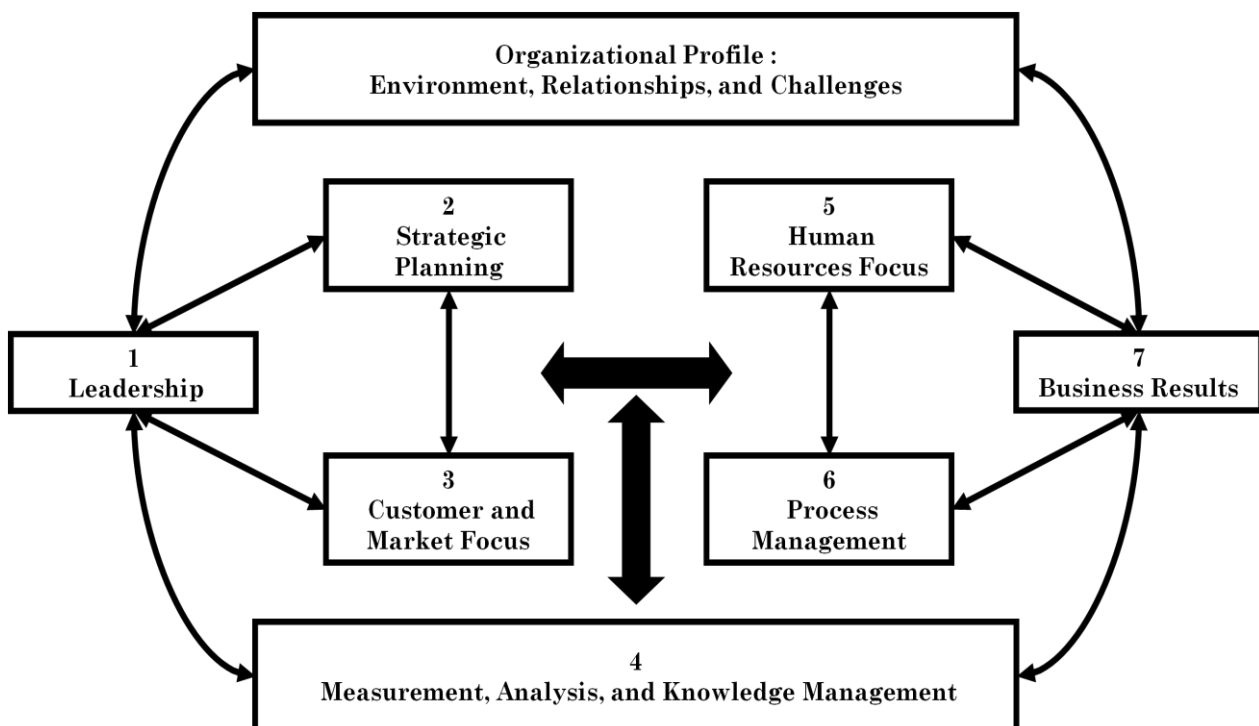 Organizational Profile :
Environment, Relationships, and Challenges
2
Strategic
Planning
5
Human
Resources Focus
1
Leadership
7
Business Results
3
Customer and
Market Focus
6
Process
Management
4
Measurement, Analysis, and Knowledge Management